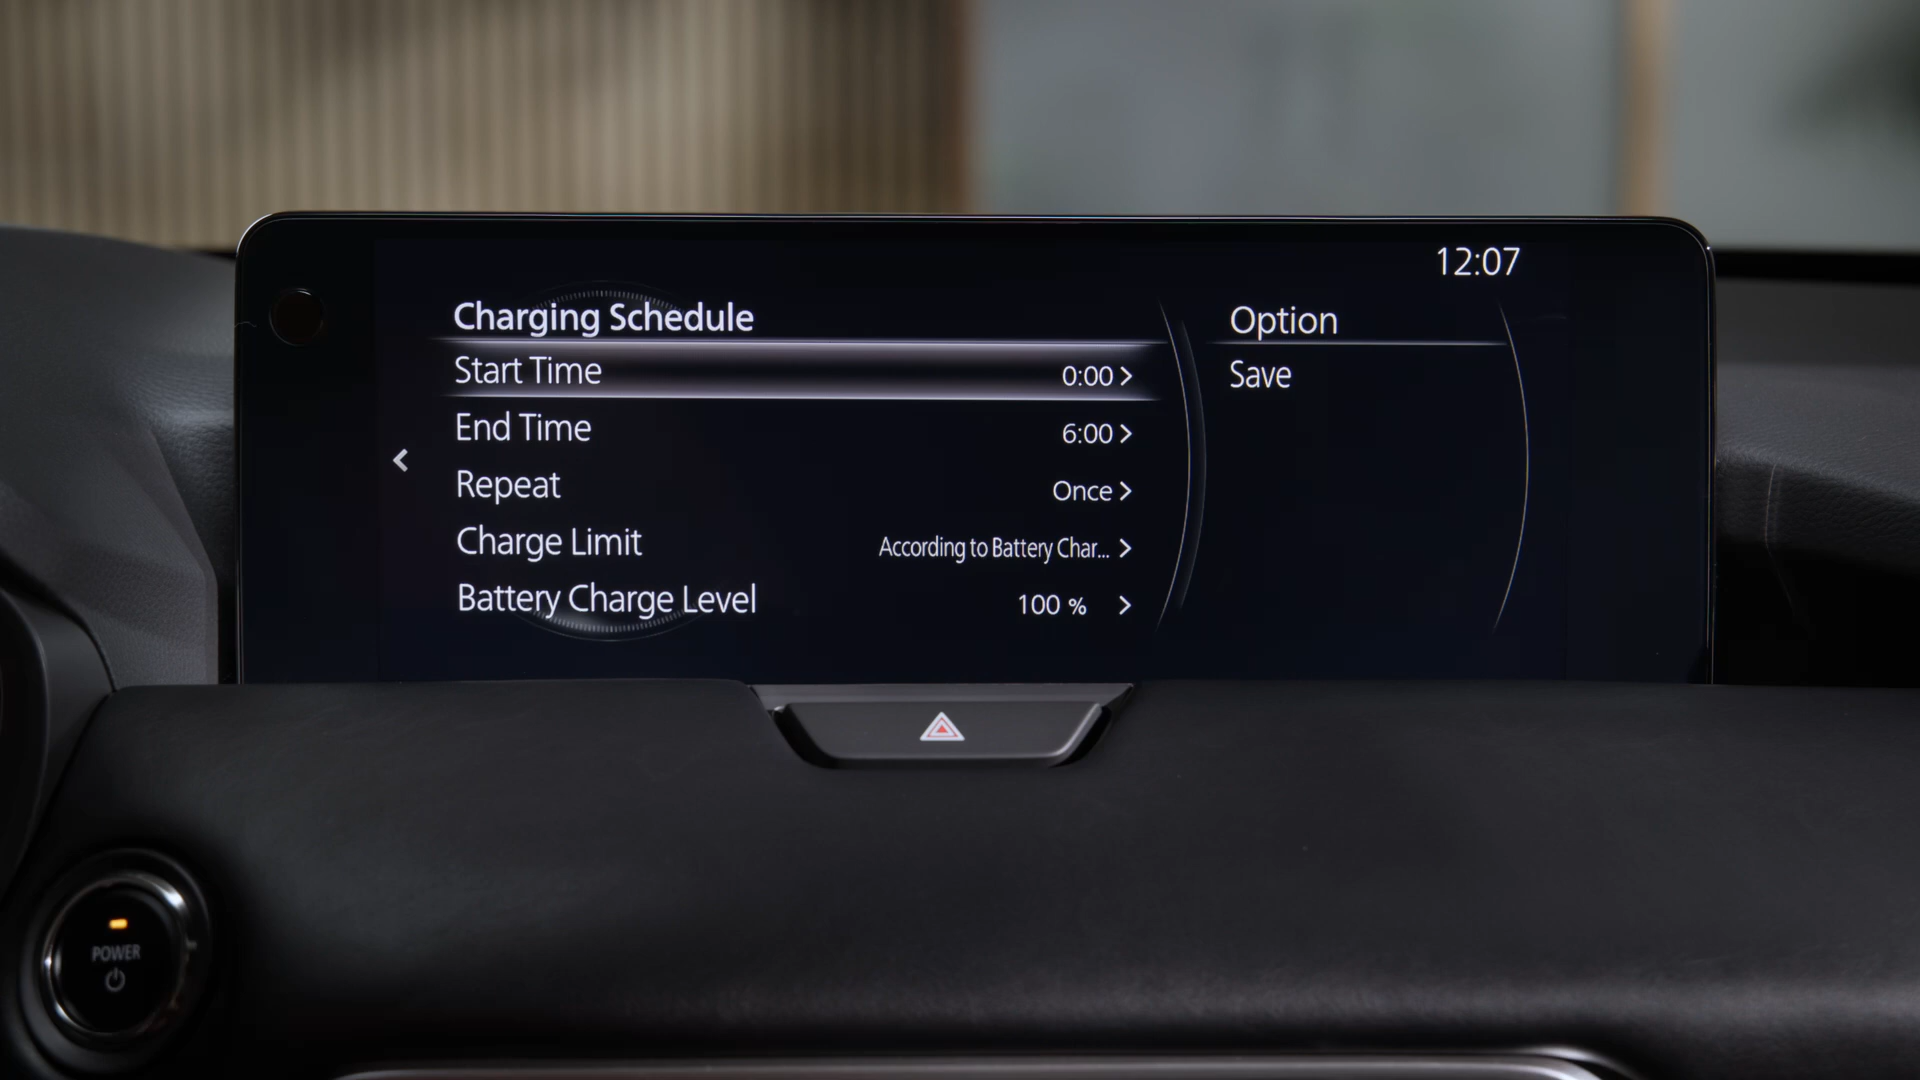 12:07
Charging Schedule
Start Time 0:00
End Time 6:00
Repeat Once
Charge Limit According to Battery Char...
Battery Charge Level 100 %
Option
Save
POWER